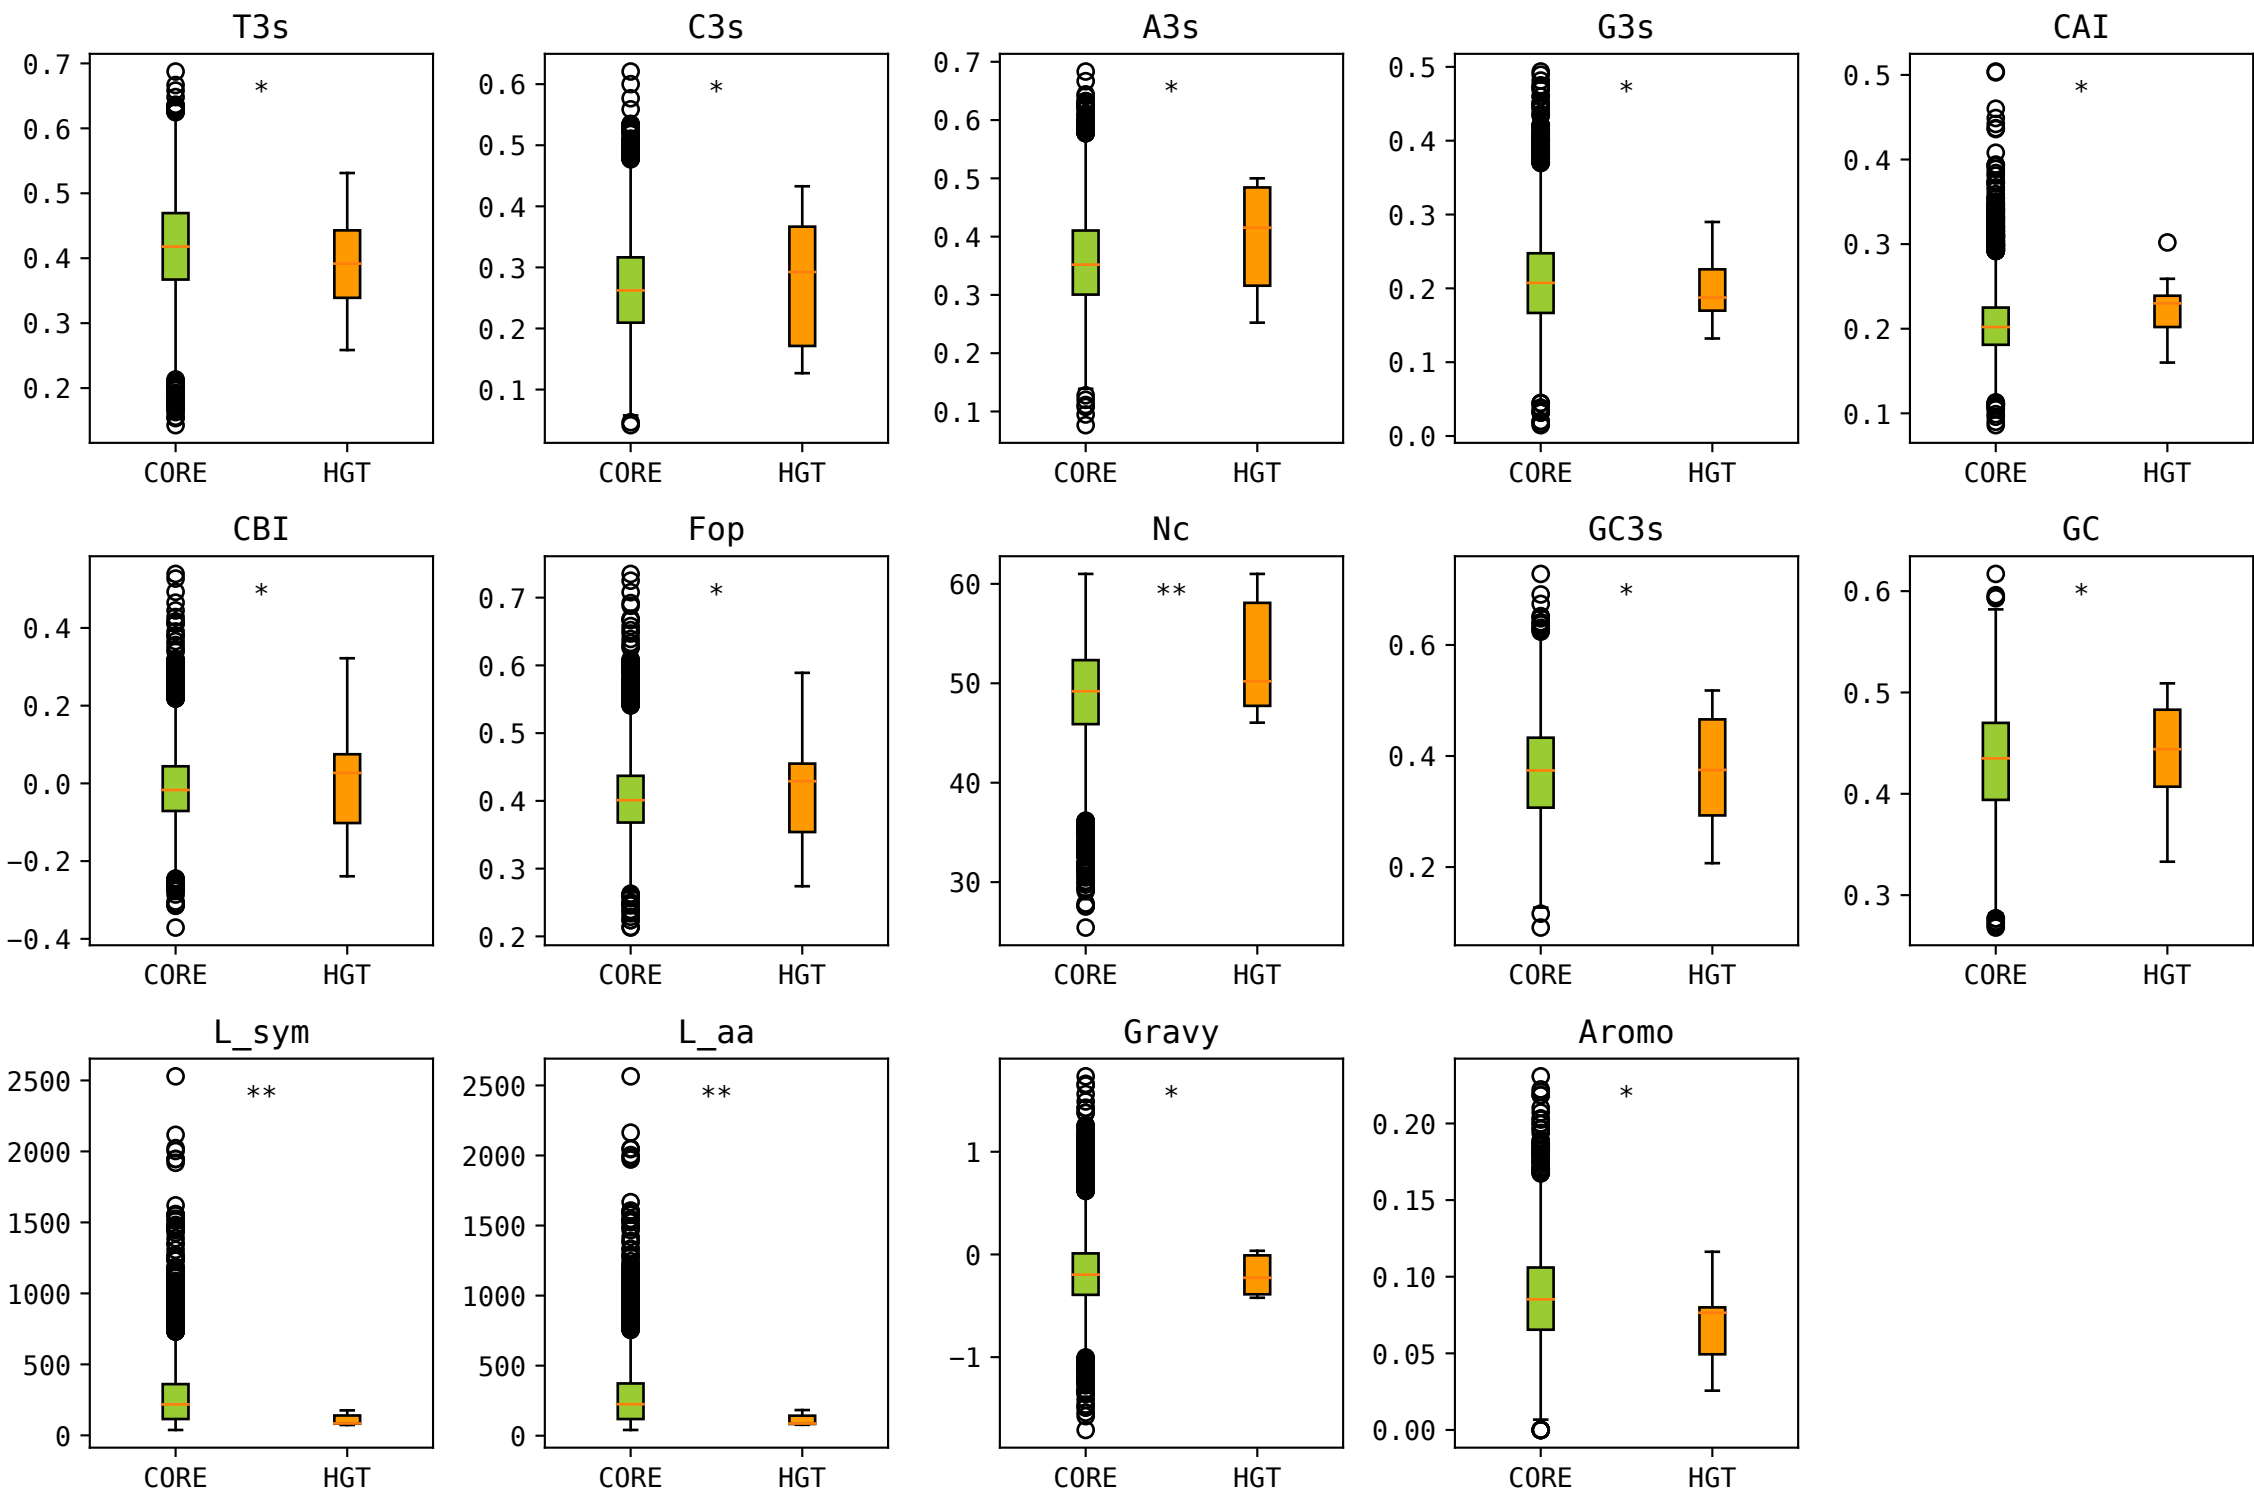 T3s C3s A3s G3s CAI
0.7 0.6 0.5 0.4 0.3 0.2
*
CORE HGT
0.6 0.5 0.4 0.3 0.2 0.1
*
CORE HGT
0.7 0.6 0.5 0.4 0.3 0.2 0.1
*
CORE HGT
0.5 0.4 0.3 0.2 0.1 0.0
*
CORE HGT
0.5 0.4 0.3 0.2 0.1
*
CORE HGT
CBI Fop Nc GC3s GC
0.4 0.2 0.0 −0.2 −0.4
*
CORE HGT
0.7 0.6 0.5 0.4 0.3 0.2
*
CORE HGT
60 50 40 30
**
CORE HGT
0.6 0.4 0.2
*
CORE HGT
0.6 0.5 0.4 0.3
*
CORE HGT
L_sym L_aa Gravy Aromo
2500 2000 1500 1000 500 0
**
CORE HGT
2500 2000 1500 1000 500 0
**
CORE HGT
1 0 −1
*
CORE HGT
0.20 0.15 0.10 0.05 0.00
*
CORE HGT